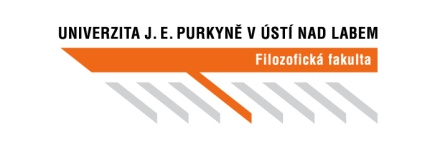 UNIVERZITA J. E. PURKYNĚ V ÚSTÍ NAD LABEM
Filozofická fakulta